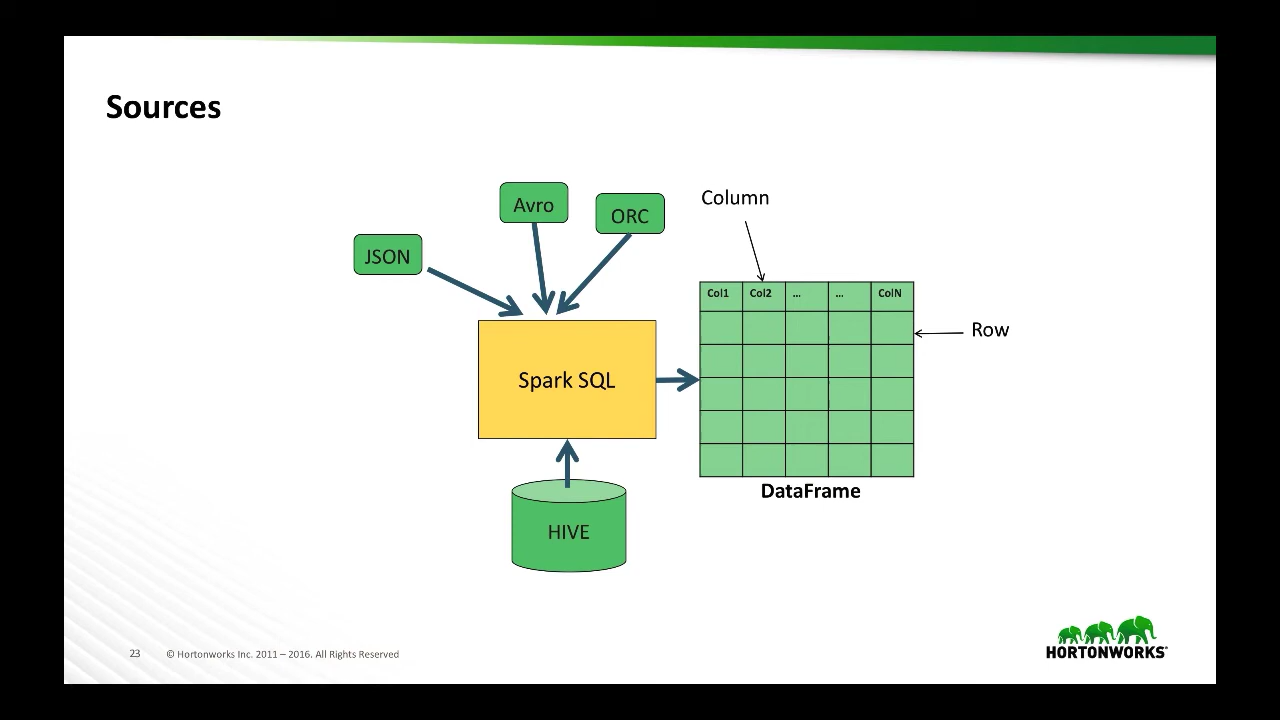 Sources
Avro
ORC
JSON
Column
Col1 Col2 ... ... ColN
Row
Spark SQL
DataFrame
HIVE
23 © Hortonworks Inc. 2011 – 2016. All Rights Reserved
HORTONWORKS